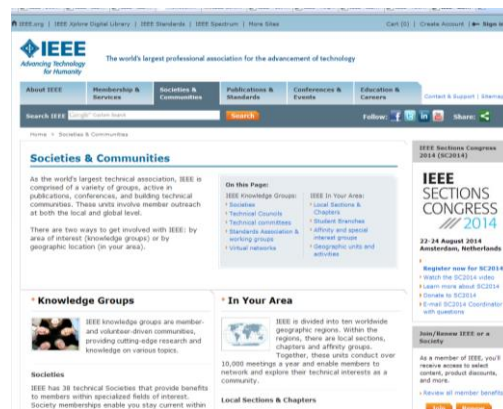 IEEE.org | IEEE Xplore Digital Library | IEEE Standards | IEEE Spectrum | More Sites
Cart (0) | Create Account | Sign In
IEEE
Advancing Technology
for Humanity
The world's largest professional association for the advancement of technology
About IEEE
Membership &
Services
Societies &
Communities
Publications &
Standards
Conferences &
Events
Education &
Careers
Contact & Support | Sitemap
Search IEEE
Search
Follow:
Share:
Home > Societies & Communities
Societies & Communities
As the world's largest technical association, IEEE is
comprised of a variety of groups, active in
publications, conferences, and building technical
communities. These units involve member outreach
at both the local and global level.
There are two ways to get involved with IEEE: by
area of interest (knowledge groups) or by
geographic location (in your area).
On this Page:
IEEE Knowledge Groups:
Societies
Technical Councils
Technical committees
Standards Association &
working groups
Virtual networks
IEEE In Your Area:
Local Sections &
Chapters
Student Branches
Affinity and special
interest groups
Geographic units and
activities
Knowledge Groups
IEEE knowledge groups are member-
and volunteer-driven communities,
providing cutting-edge research and
knowledge on various topics.
Societies
IEEE has 38 technical Societies that provide benefits
to members within specialized fields of interest.
Society memberships enable you stay current within
In Your Area
IEEE is divided into ten worldwide
geographic regions. Within the
regions, there are local sections,
chapters and affinity groups.
Together, these units conduct over
10,000 meetings a year and enable members to
network and explore their technical interests as a
community.
Local Sections & Chapters
IEEE Sections Congress
2014 (SC2014)
IEEE
SECTIONS
CONGRESS
/// 2014
22-24 August 2014
Amsterdam, Netherlands
Register now for SC2014
Watch the SC2014 video
Learn more about SC2014
Donate to SC2014
E-mail SC2014 Coordinator
with questions
Join/Renew IEEE or a
Society
As a member of IEEE, you'll
receive access to select
content, product discounts,
and more.
Review all member benefits